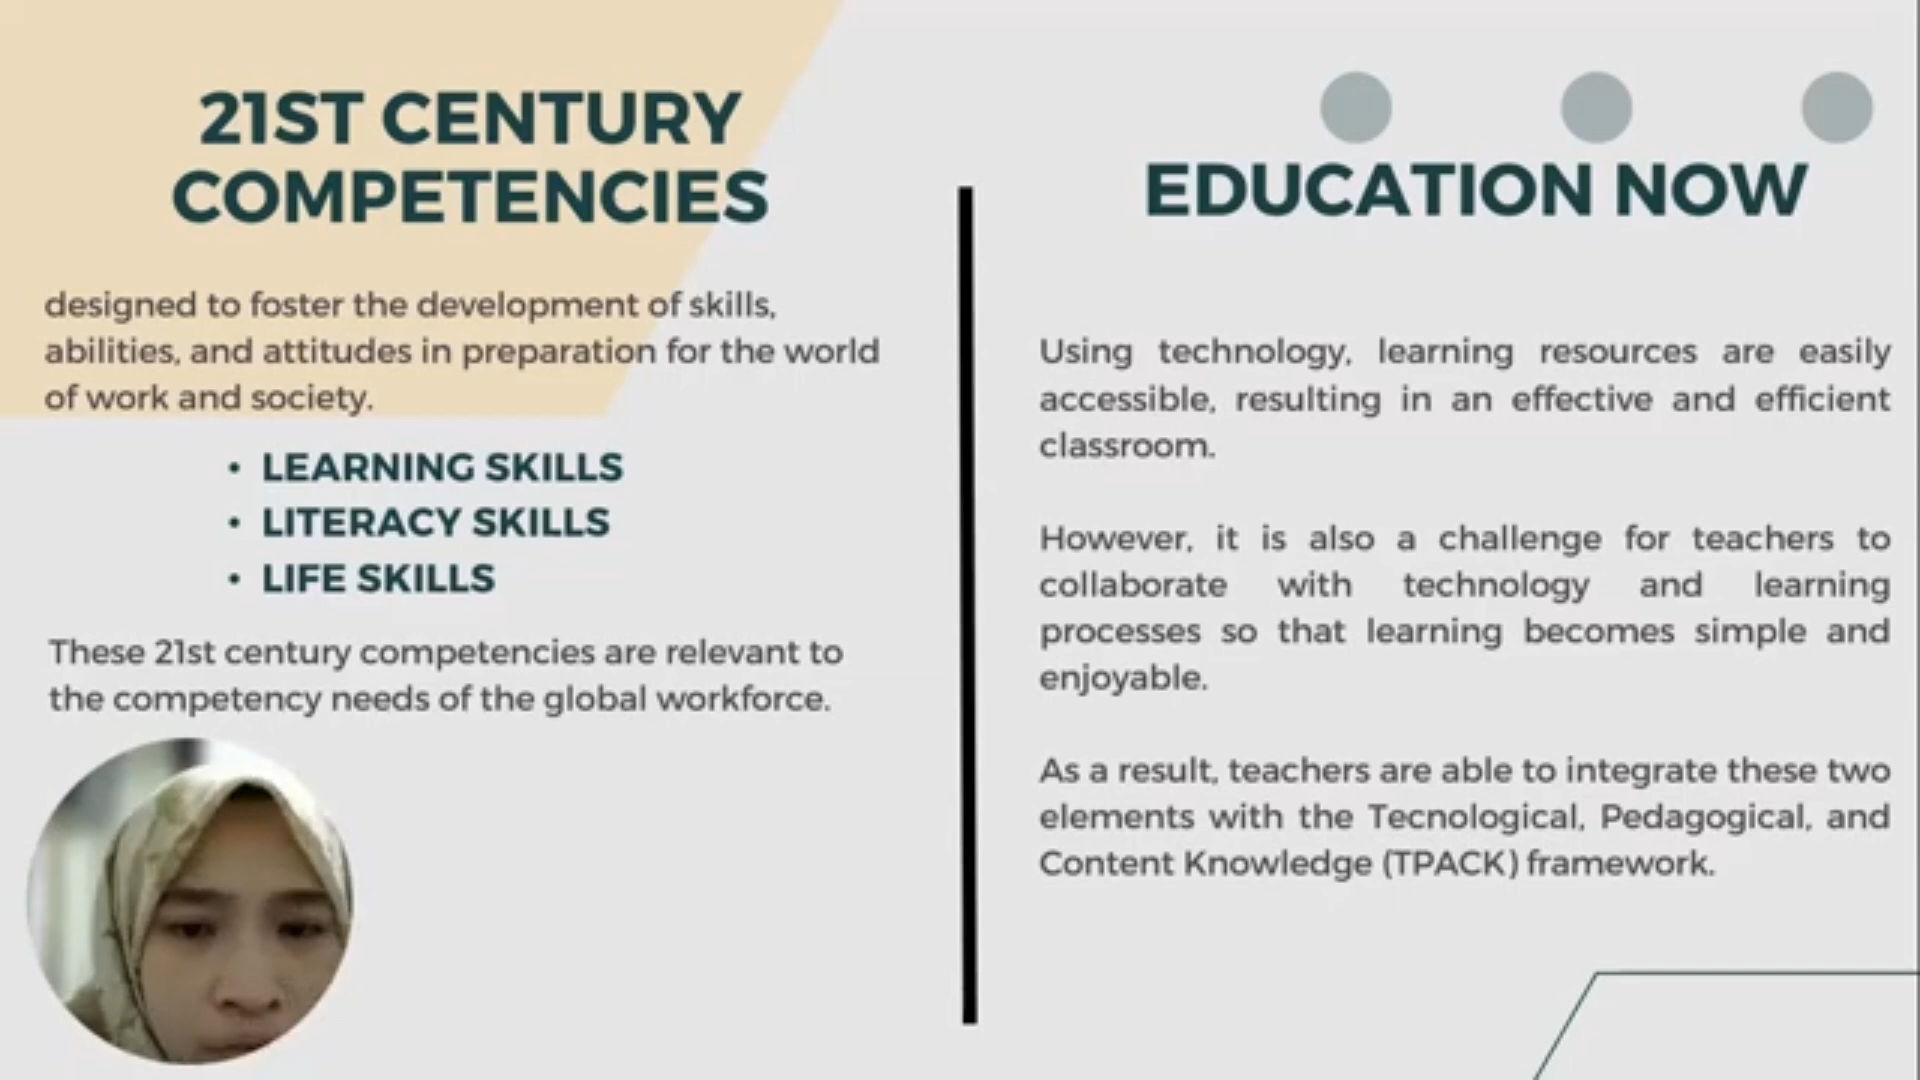 21ST CENTURY
COMPETENCIES
designed to foster the development of skills,
abilities, and attitudes in preparation for the world
of work and society.
• LEARNING SKILLS
• LITERACY SKILLS
• LIFE SKILLS
These 21st century competencies are relevant to
the competency needs of the global workforce.
EDUCATION NOW
Using technology, learning resources are easily
accessible, resulting in an effective and efficient
classroom.
However, it is also a challenge for teachers to
collaborate with technology and learning
processes so that learning becomes simple and
enjoyable.
As a result, teachers are able to integrate these two
elements with the Tecnological, Pedagogical, and
Content Knowledge (TPACK) framework.